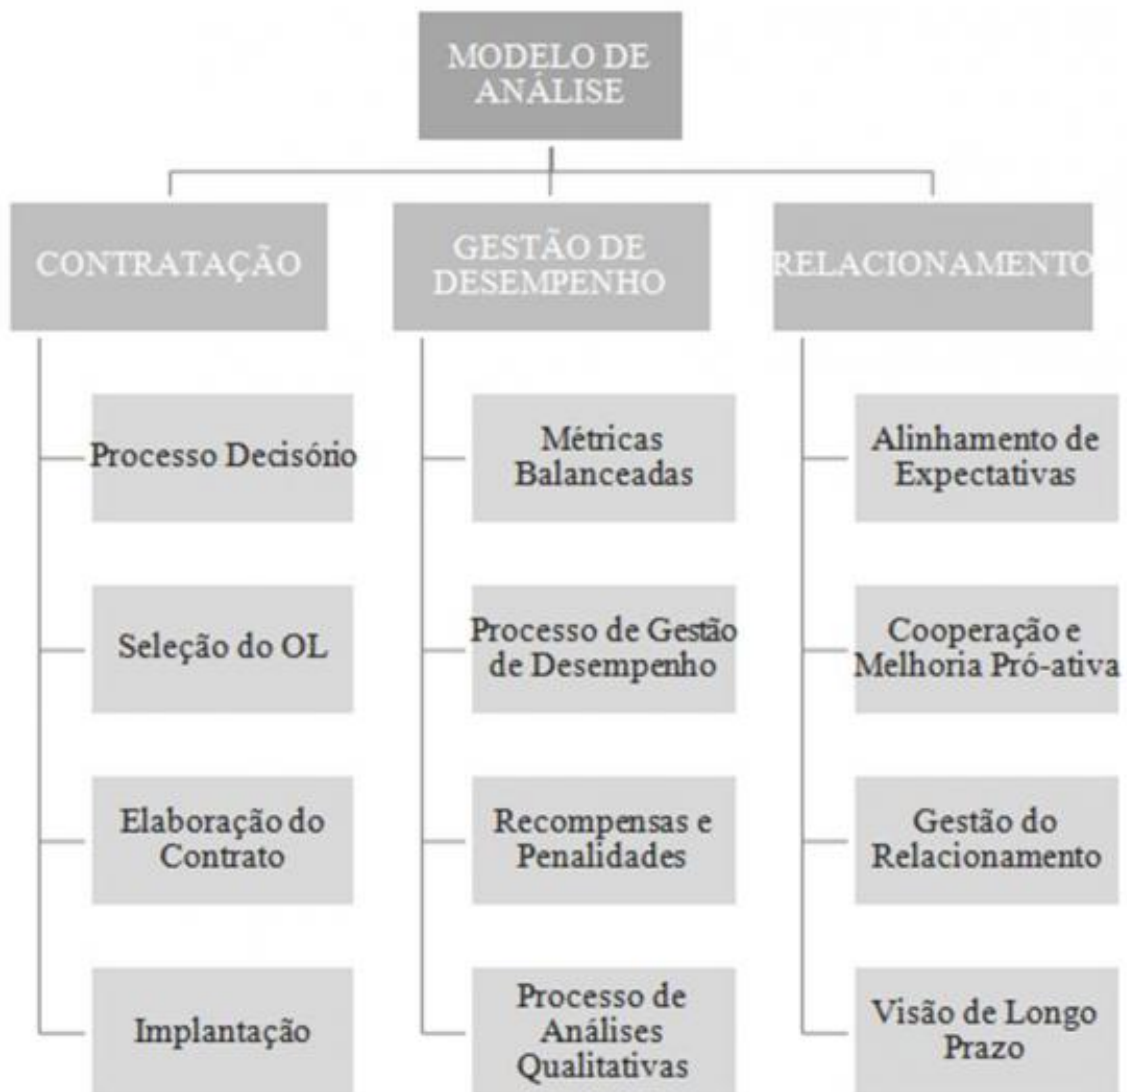 MODELO DE
ANÁLISE
CONTRATAÇÃO
Processo Decisório
Seleção do OL
Elaboração do
Contrato
Implantação
GESTÃO DE
DESEMPENHO
Métricas
Balanceadas
Processo de Gestão
de Desempenho
Recompensas e
Penalidades
Processo de
Análises
Qualitativas
RELACIONAMENTO
Alinhamento de
Expectativas
Cooperação e
Melhoria Pró-ativa
Gestão do
Relacionamento
Visão de Longo
Prazo